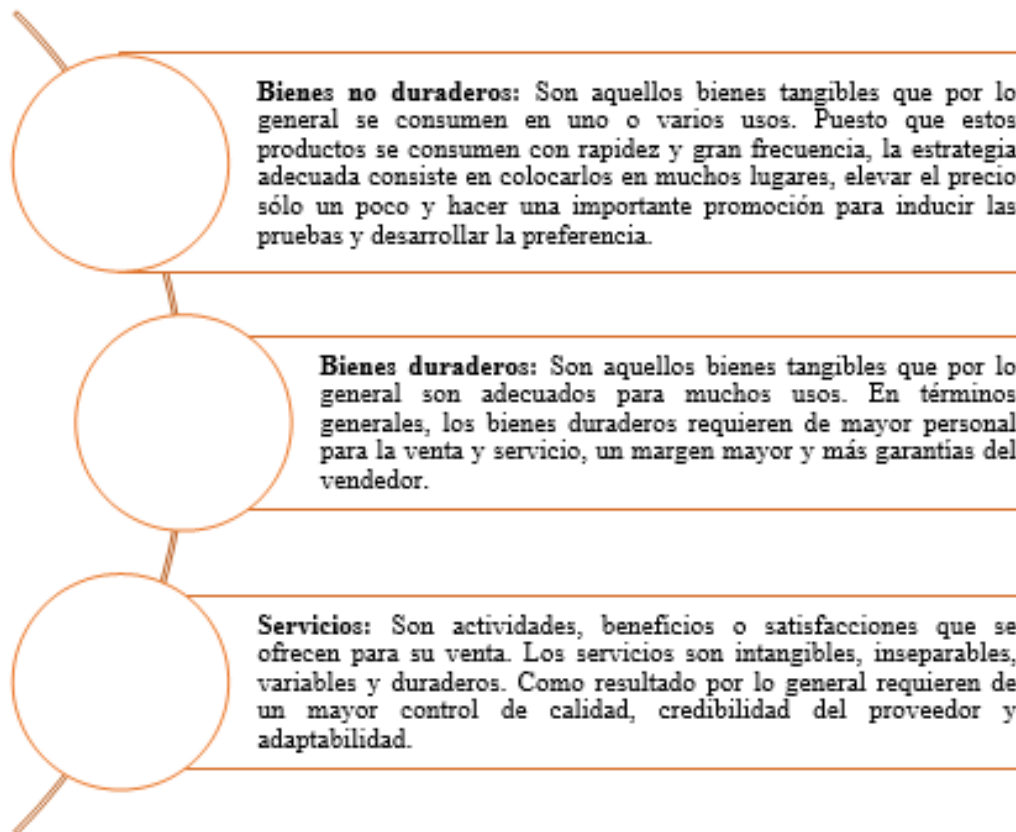 Bienes no duraderos: Son aquellos bienes tangibles que por lo
general se consumen en uno o varios usos. Puesto que estos
productos se consumen con rapidez y gran frecuencia, la estrategia
adecuada consiste en colocarlos en muchos lugares, elevar el precio
sólo un poco y hacer una importante promoción para inducir las
pruebas y desarrollar la preferencia.
Bienes duraderos: Son aquellos bienes tangibles que por lo
general son adecuados para muchos usos. En términos
generales, los bienes duraderos requieren de mayor personal
para la venta y servicio, un margen mayor y más garantías del
vendedor.
Servicios: Son actividades, beneficios o satisfacciones que se
ofrecen para su venta. Los servicios son intangibles, inseparables,
variables y duraderos. Como resultado por lo general requieren de
un mayor control de calidad, credibilidad del proveedor y
adaptabilidad.